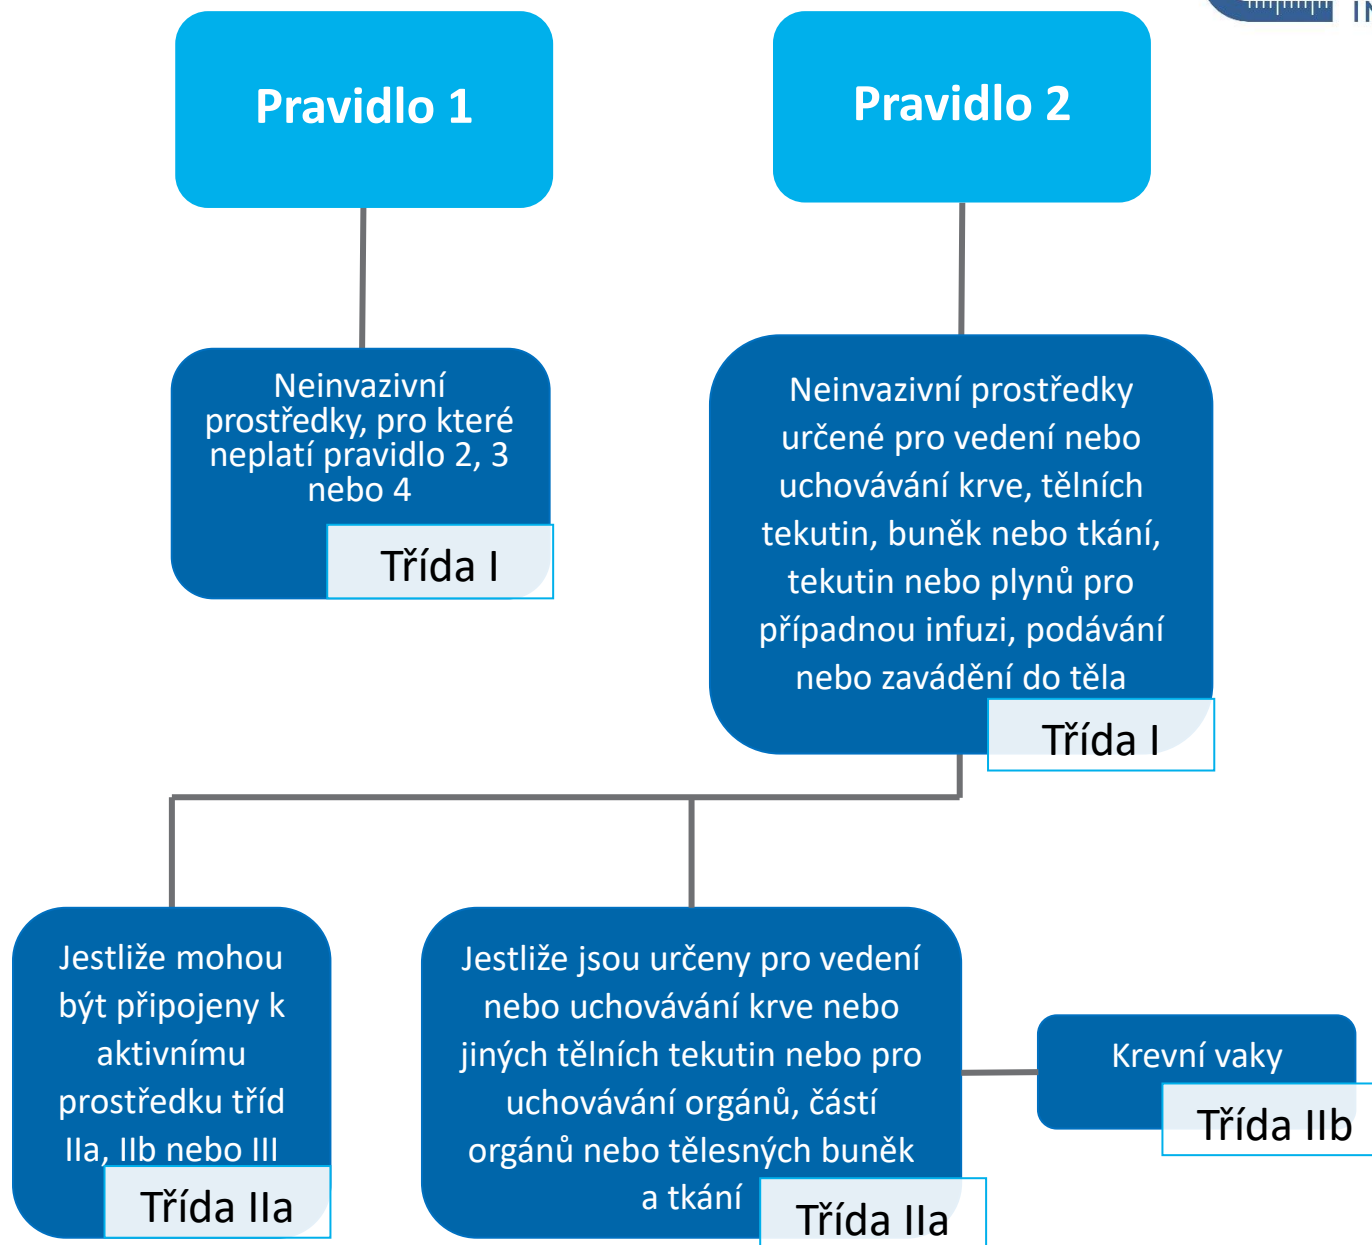 Pravidlo 1
Pravidlo 2
Neinvazivní
prostředky, pro které
neplatí pravidlo 2, 3
nebo 4
Třída I
Neinvazivní prostředky
určené pro vedení nebo
uchovávání krve, tělních
tekutin, buněk nebo tkání,
tekutin nebo plynů pro
případnou infuzi, podávání
nebo zavádění do těla
Třída I
Jestliže mohou
být připojeny k
aktivnímu
prostředku tříd
IIa, IIb nebo III
Třída IIa
Jestliže jsou určeny pro vedení
nebo uchovávání krve nebo
jiných tělních tekutin nebo pro
uchovávání orgánů, částí
orgánů nebo tělesných buněk
a tkání
Třída IIa
Krevní vaky
Třída IIb